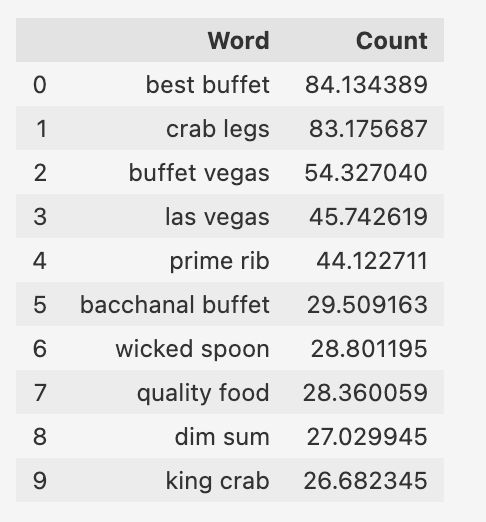 Word Count
0 best buffet 84.134389
1 crab legs 83.175687
2 buffet vegas 54.327040
3 las vegas 45.742619
4 prime rib 44.122711
5 bacchanal buffet 29.509163
6 wicked spoon 28.801195
7 quality food 28.360059
8 dim sum 27.029945
9 king crab 26.682345